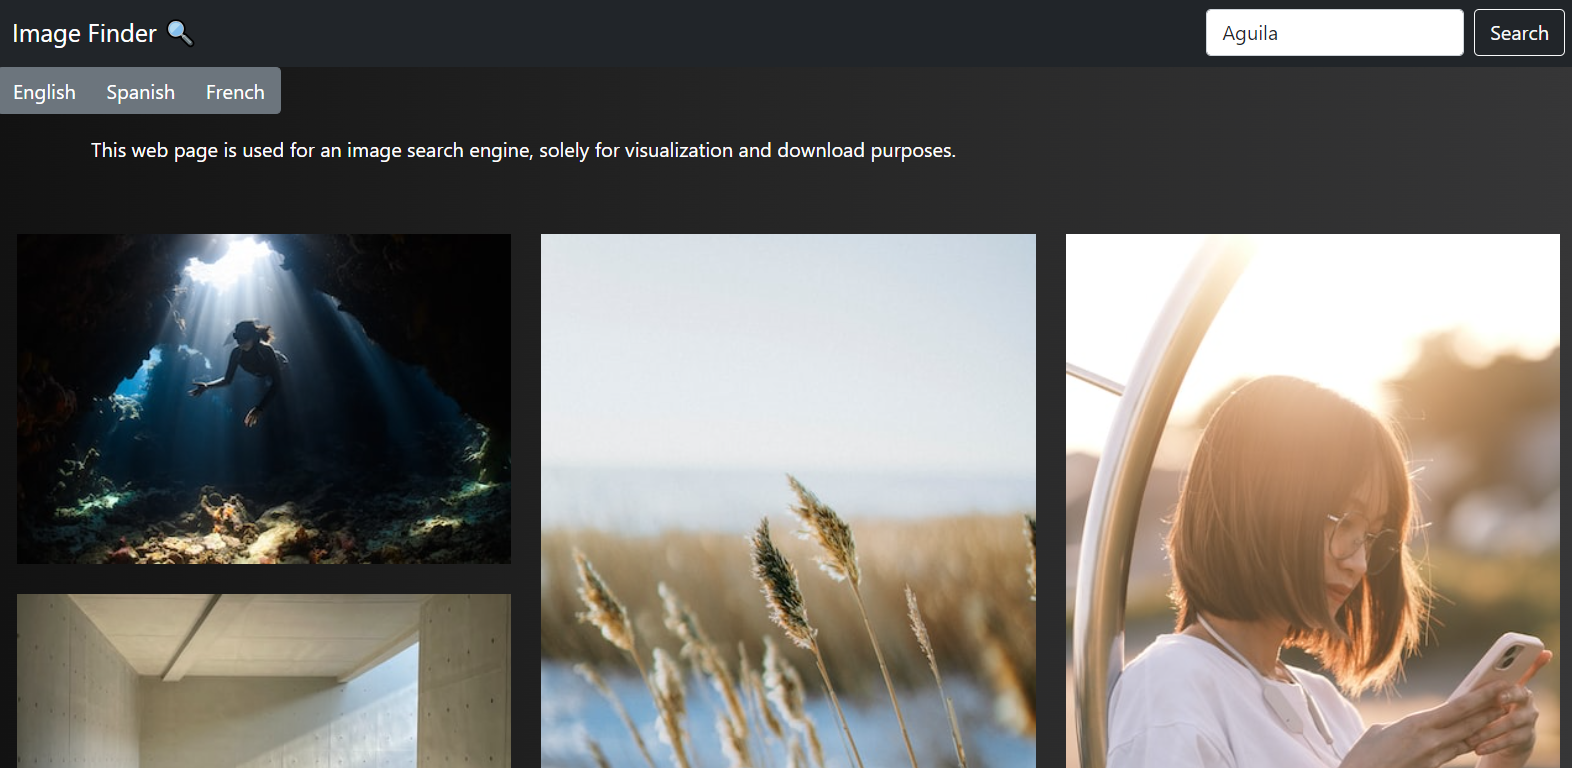 Image Finder 🔍
Aguila
Search
English Spanish French
This web page is used for an image search engine, solely for visualization and download purposes.